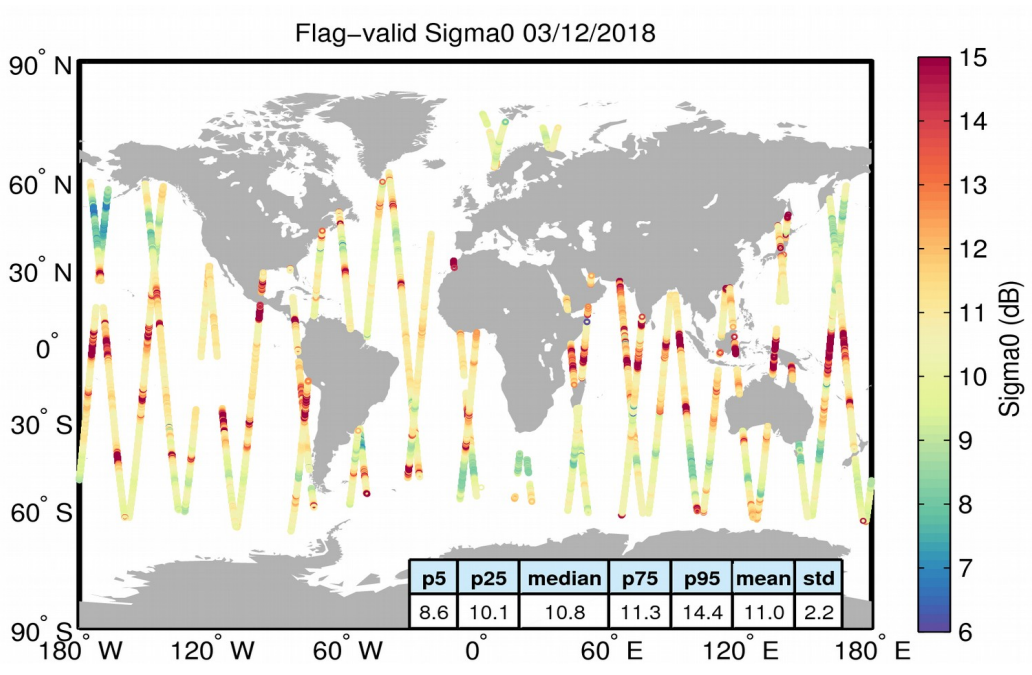 Flag−valid Sigma0 03/12/2018
90° N
60° N
30° N
0°
30° S
60° S
90° S
180° W
120° W
60° W
0°
60° E
120° E
180° E
15
14
13
12
11
10
9
8
7
6
Sigma0 (dB)
p5 p25 median p75 p95 mean std
8.6 10.1 10.8 11.3 14.4 11.0 2.2